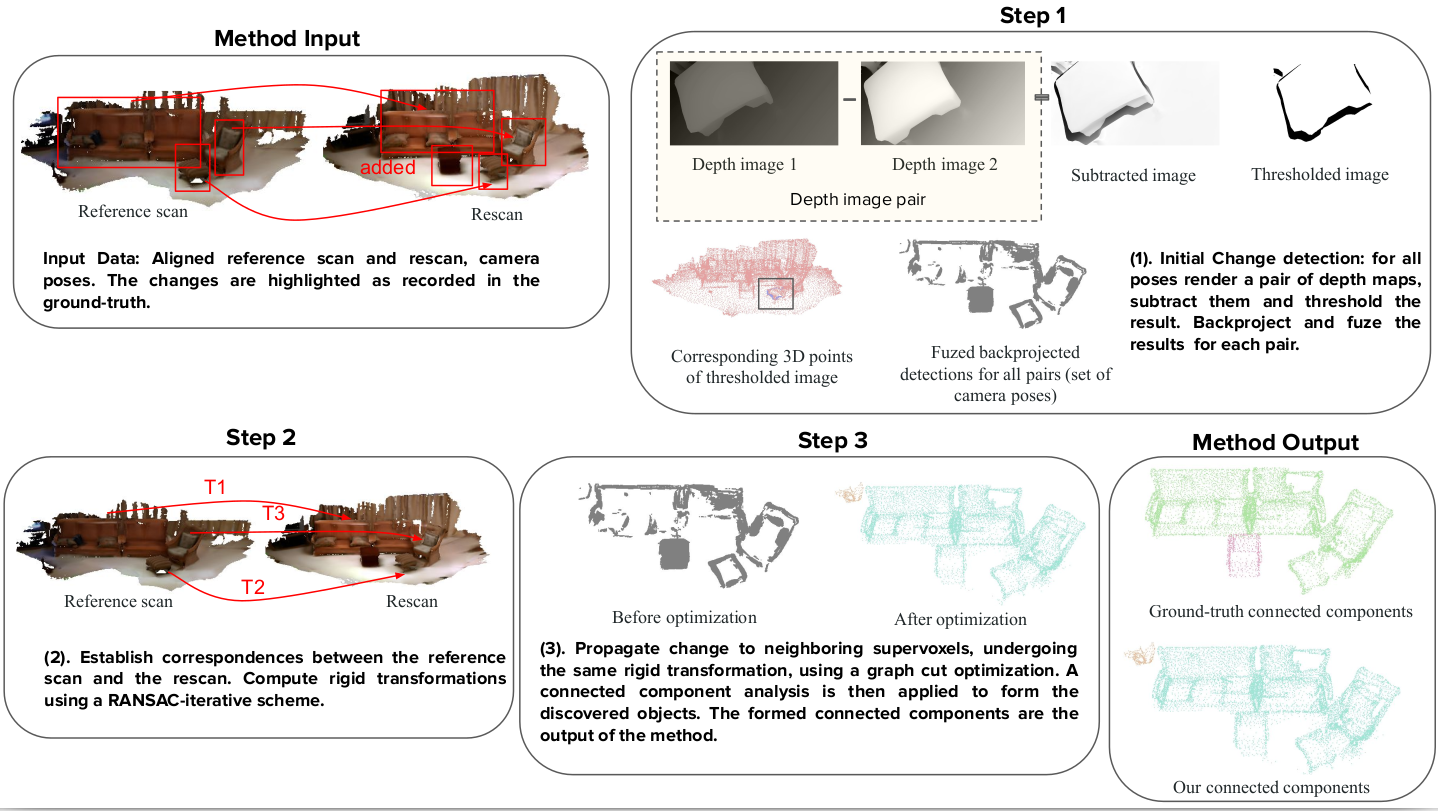 Method Input
added
Reference scan
Rescan
Input Data: Aligned reference scan and rescan, camera
poses. The changes are highlighted as recorded in the
ground-truth.
Step 1
Depth image 1
Depth image 2
Depth image pair
Subtracted image
Thresholded image
Corresponding 3D points
of thresholded image
Fuzed backprojected
detections for all pairs (set of
camera poses)
(1). Initial Change detection: for all
poses render a pair of depth maps,
subtract them and threshold the
result. Backproject and fuze the
results for each pair.
Step 2
T1
T3
T2
Reference scan
Rescan
(2). Establish correspondences between the reference
scan and the rescan. Compute rigid transformations
using a RANSAC-iterative scheme.
Step 3
Before optimization
After optimization
(3). Propagate change to neighboring supervoxels, undergoing
the same rigid transformation, using a graph cut optimization. A
connected component analysis is then applied to form the
discovered objects. The formed connected components are the
output of the method.
Method Output
Ground-truth connected components
Our connected components